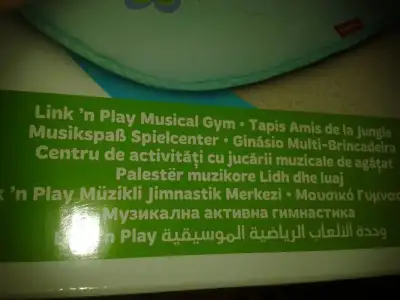 Link 'n Play Musical Gym • Tapis Amis de la Jungle
Musikspaß Spielcenter • Ginásio Multi-Brincadeira
Centru de activități cu jucării muzicale de agățat
Palestër muzikore Lidh dhe luaj
'n Play Müzikli Jimnastik Merkezi • Μουσικό
Музикална активна гимнастика
Play وحدة الألعاب الرياضية الموسيقية